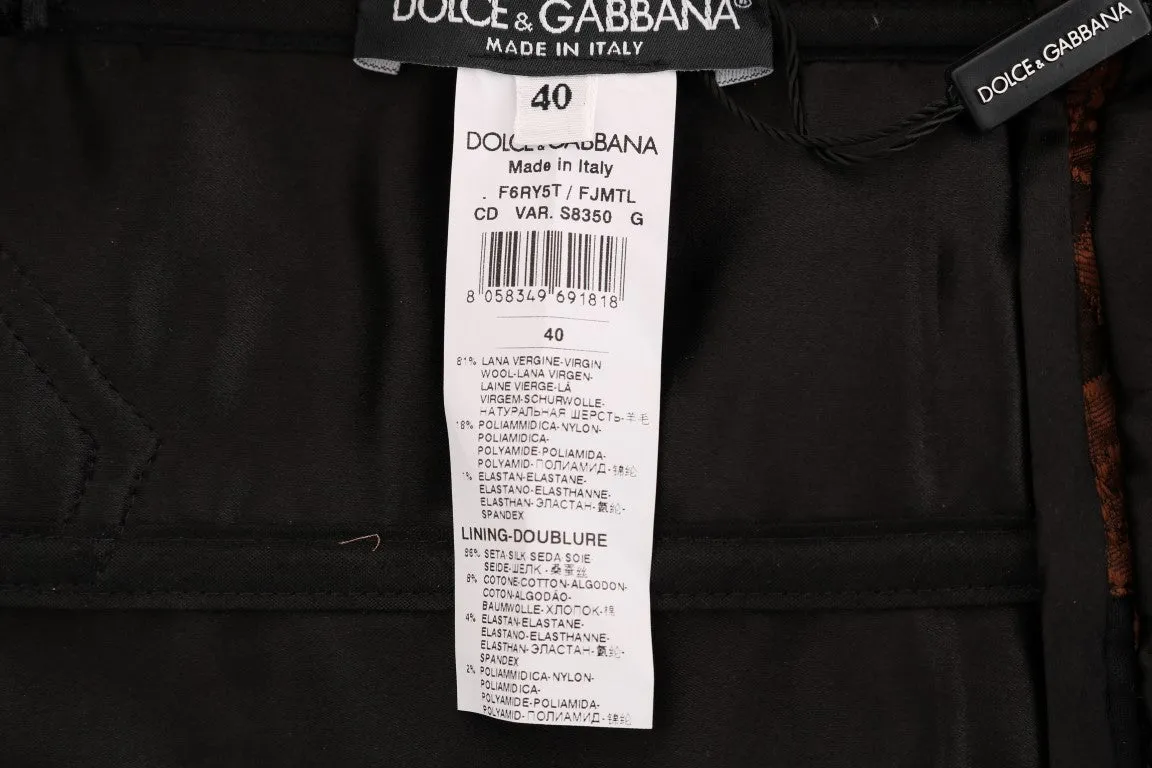 DOLCE & GABBANA®
MADE IN ITALY
DOLCE & GABBANA
40
DOLCE & GABBANA
Made in Italy
. F6RY5T / FJMTL
CD VAR. S8350 G
8 058349 691818
40
81% LANA VERGINE-VIRGIN
WOOL-LANA VIRGEN-
LAINE VIERGE-LÃ
VIRGEM-SCHURWOLLE-
НАТУРАЛЬНАЯ ШЕРСТЬ-羊毛
18% POLIAMMIDICA-NYLON-
POLIAMIDICA-
POLYAMIDE-POLIAMIDA-
POLYAMID-ПОЛИАМИД-锦纶
1% ELASTAN-ELASTANE-
ELASTANO-ELASTHANNE-
ELASTHAN-ЭЛАСТАН-氨纶-
SPANDEX
LINING-DOUBLURE
86% SETA-SILK SEDA SOIE
SEIDE-ШЕЛК-桑蚕丝
8% COTONE-COTTON-ALGODON-
COTON-ALGODÃO-
BAUMWOLLE-ХЛОПОК-棉
4% ELASTAN-ELASTANE-
ELASTANO-ELASTHANNE-
ELASTHAN-ЭЛАСТАН-氨纶-
SPANDEX
2% POLIAMMIDICA-NYLON-
POLIAMIDICA-
POLYAMIDE-POLIAMIDA-
POLYAMID-ПОЛИАМИД-锦纶